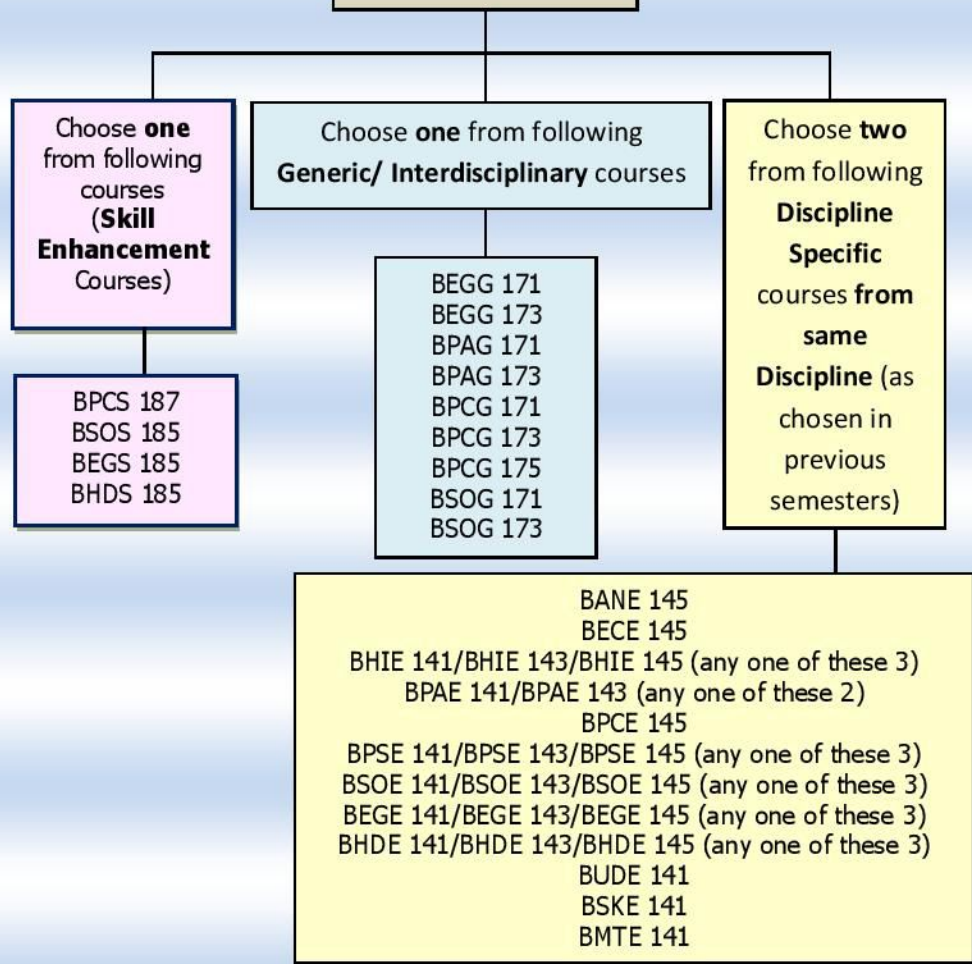 Choose one
from following
courses
(Skill
Enhancement
Courses)
BPCS 187
BSOS 185
BEGS 185
BHDS 185
Choose one from following
Generic/ Interdisciplinary courses
BEGG 171
BEGG 173
BPAG 171
BPAG 173
BPCG 171
BPCG 173
BPCG 175
BSOG 171
BSOG 173
Choose two
from following
Discipline
Specific
courses from
same
Discipline (as
chosen in
previous
semesters)
BANE 145
BECE 145
BHIE 141/BHIE 143/BHIE 145 (any one of these 3)
BPAE 141/BPAE 143 (any one of these 2)
BPCE 145
BPSE 141/BPSE 143/BPSE 145 (any one of these 3)
BSOE 141/BSOE 143/BSOE 145 (any one of these 3)
BEGE 141/BEGE 143/BEGE 145 (any one of these 3)
BHDE 141/BHDE 143/BHDE 145 (any one of these 3)
BUDE 141
BSKE 141
BMTE 141